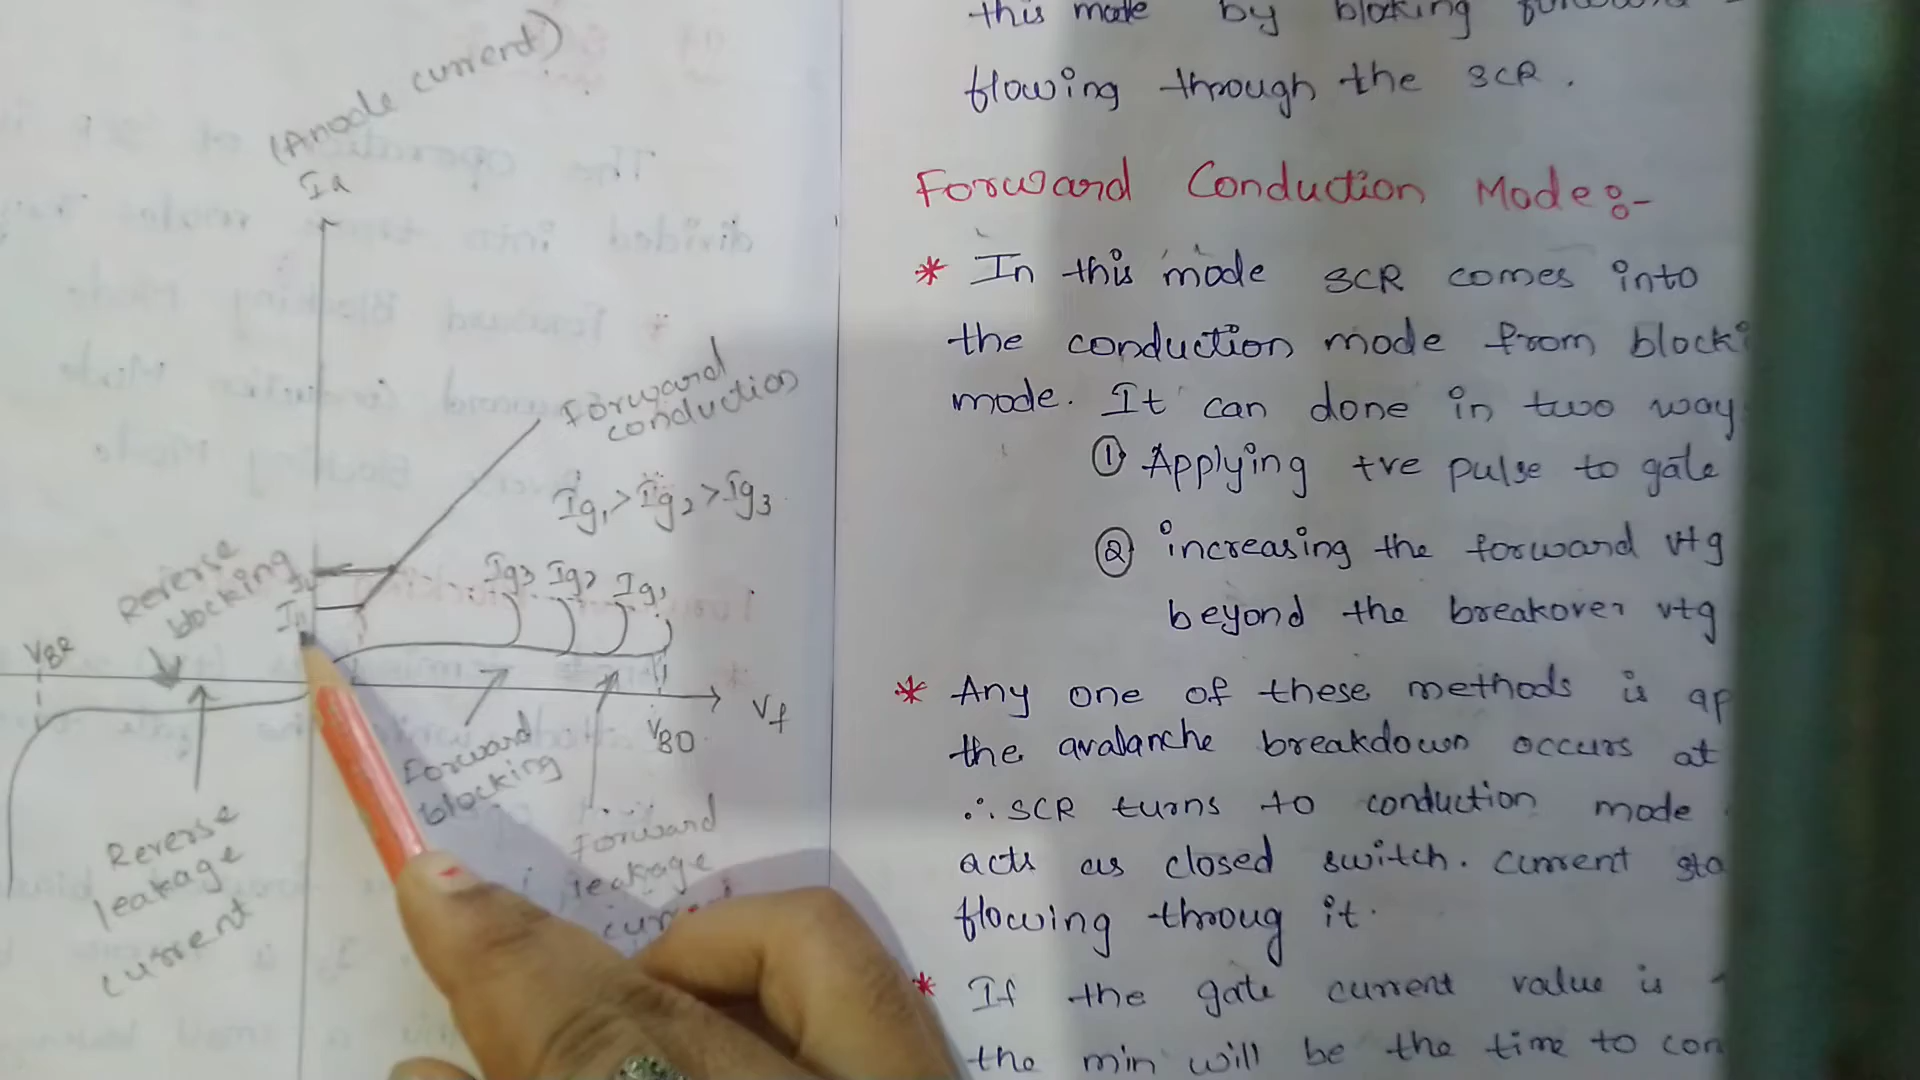 (Anode current)
Ia
Forward
conduction
Ig1 > Ig2 > Ig3
Reverse
blocking
Ig3 Ig2 Ig1
VBR
Vf
VBO
Forward
blocking
Reverse
leakage
current
Forward
leakage
this mode by blocking
flowing through the SCR.
Forward Conduction Mode:-
* In this mode SCR comes into
the conduction mode from block
mode. It can done in two way
① Applying +ve pulse to gate
② increasing the forward vtg
beyond the breakover vtg
* Any one of these methods is ap
the avalanche breakdown occurs at
∴ SCR turns to conduction mode
acts as closed switch. current sta
flowing throug it.
* If the gate current value is
the min will be the time to con